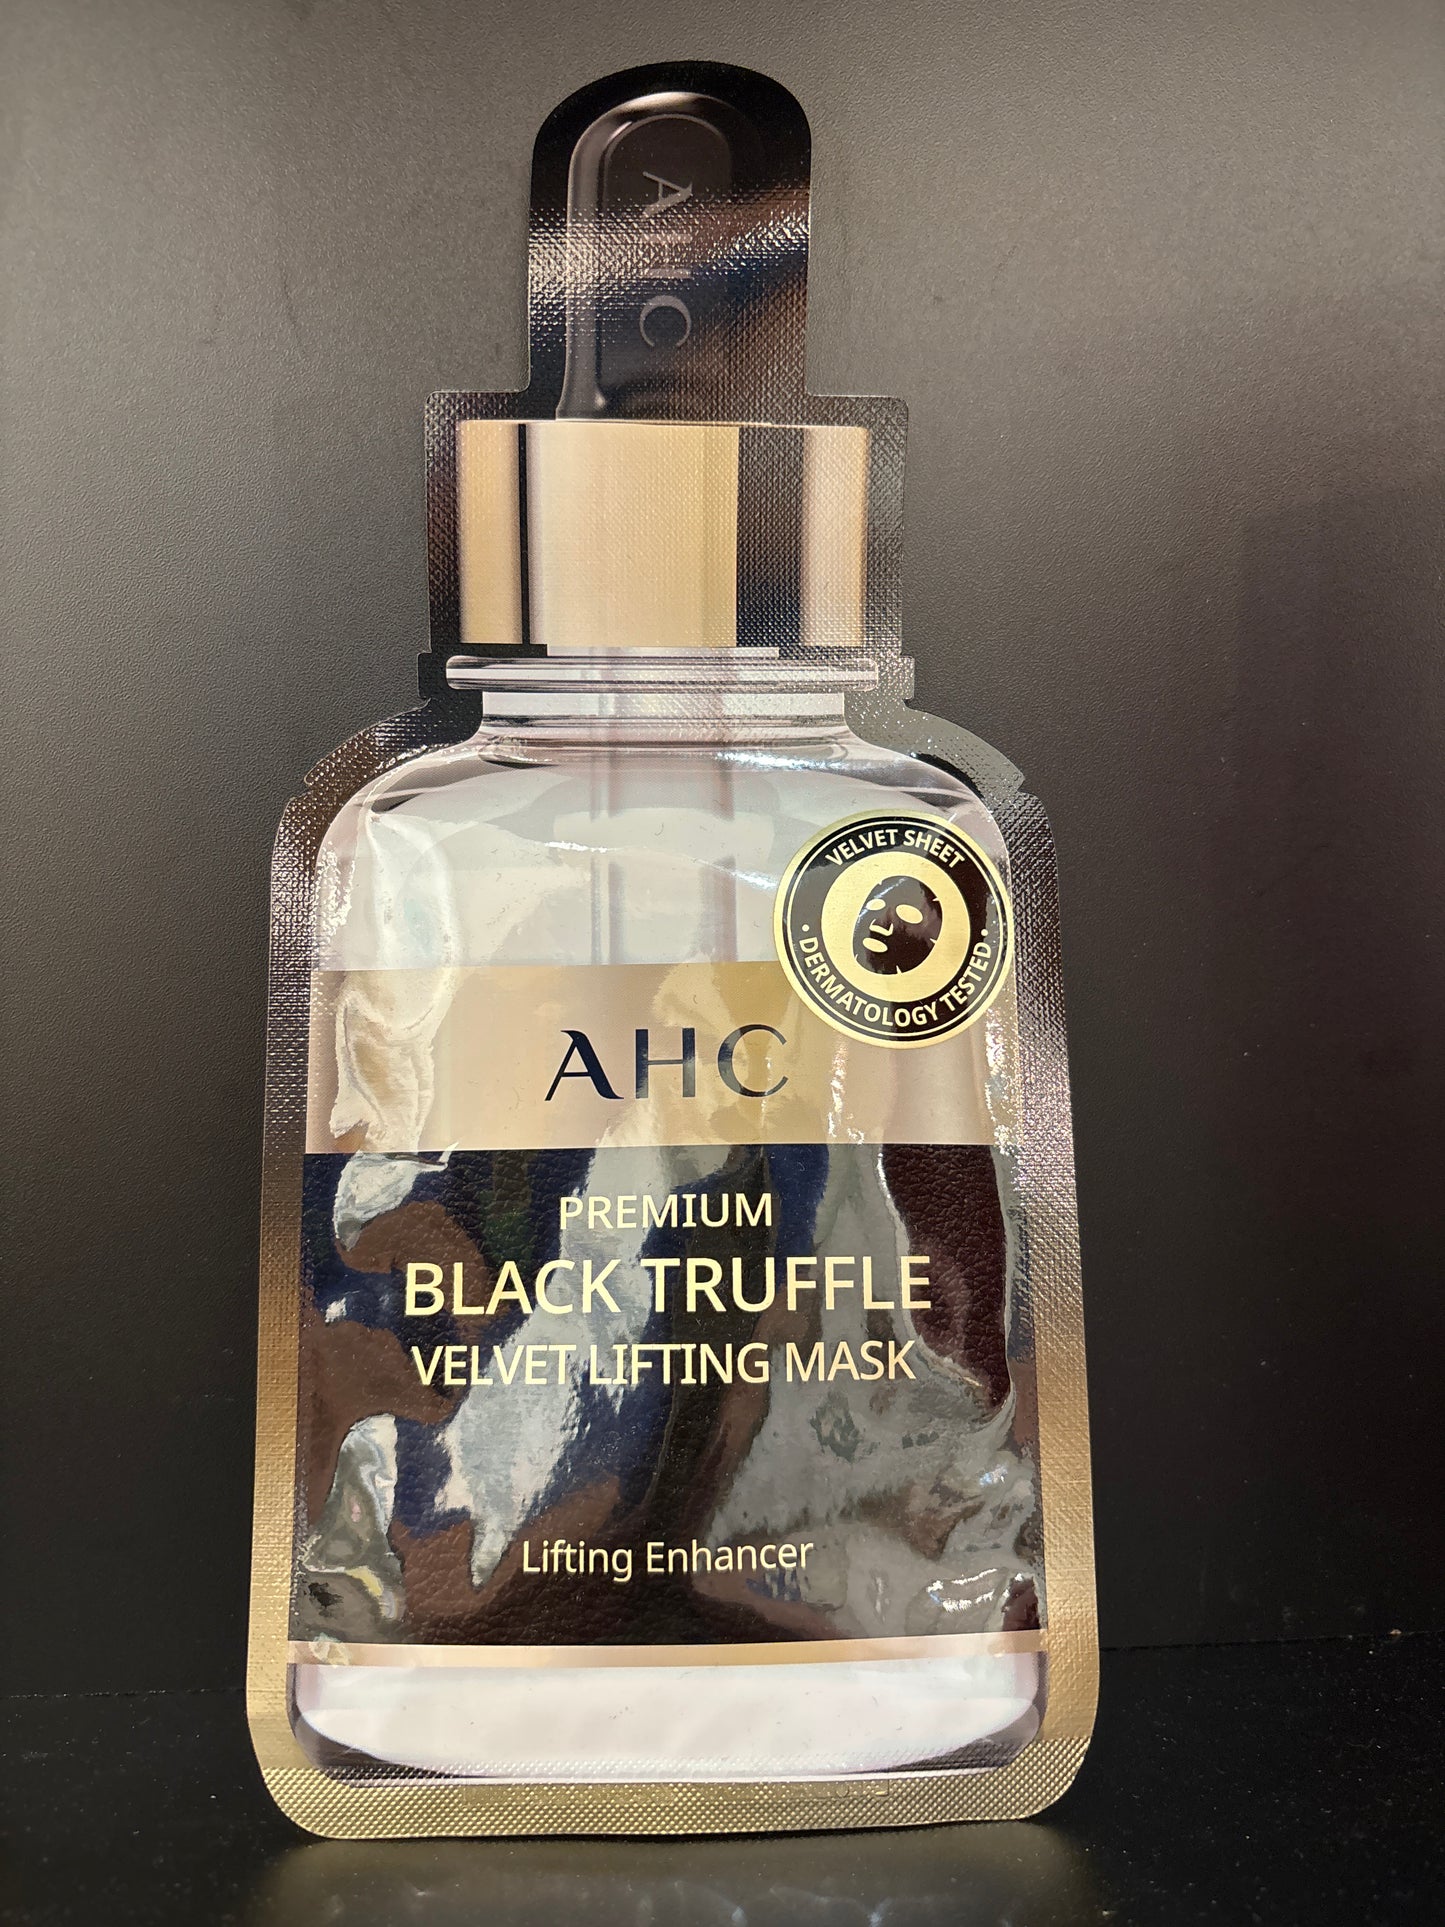 AHC
VELVET SHEET
• DERMATOLOGY TESTED •
AHC
PREMIUM
BLACK TRUFFLE
VELVET LIFTING MASK
Lifting Enhancer